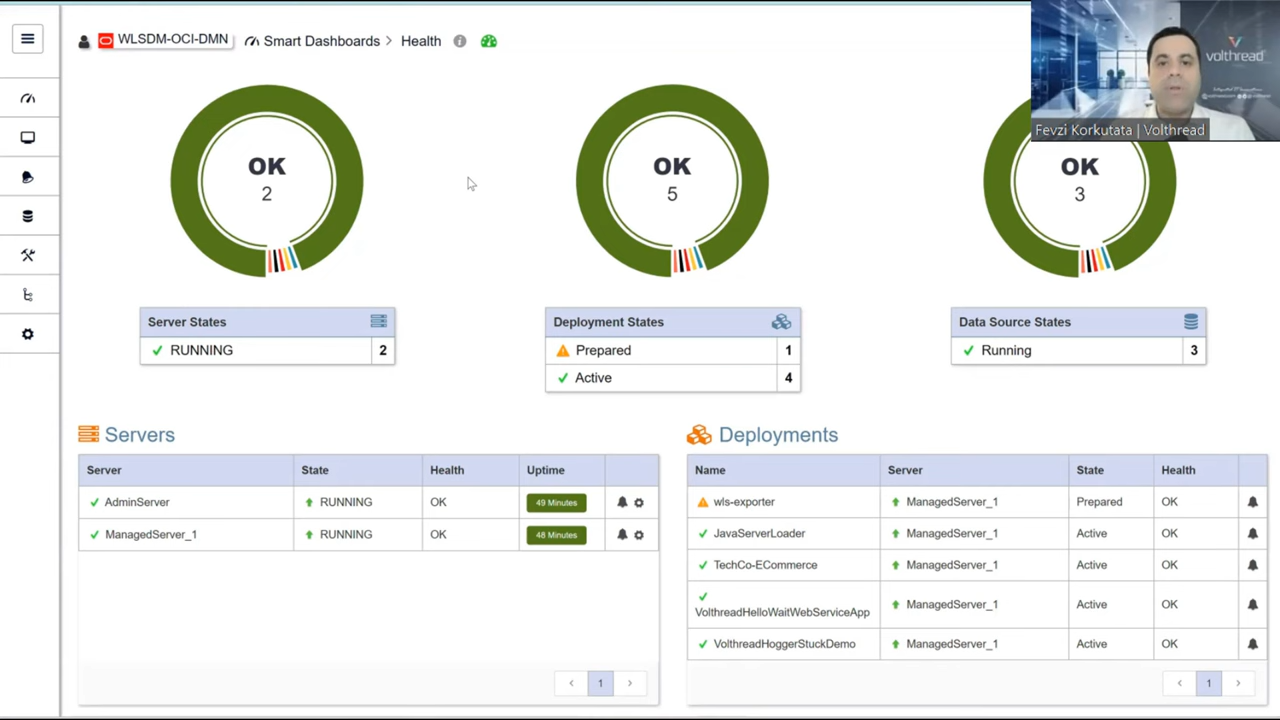 WLSDM-OCI-DMN Smart Dashboards > Health
volthread
Fevzi Korkutata | Volthread
OK
2
OK
5
OK
3
Server States
RUNNING 2
Deployment States
Prepared 1
Active 4
Data Source States
Running 3
Servers
Server State Health Uptime
AdminServer RUNNING OK 49 Minutes
ManagedServer_1 RUNNING OK 48 Minutes
< 1 >
Deployments
Name Server State Health
wls-exporter ManagedServer_1 Prepared OK
JavaServerLoader ManagedServer_1 Active OK
TechCo-ECommerce ManagedServer_1 Active OK
VolthreadHelloWaitWebServiceApp ManagedServer_1 Active OK
VolthreadHoggerStuckDemo ManagedServer_1 Active OK
< 1 >